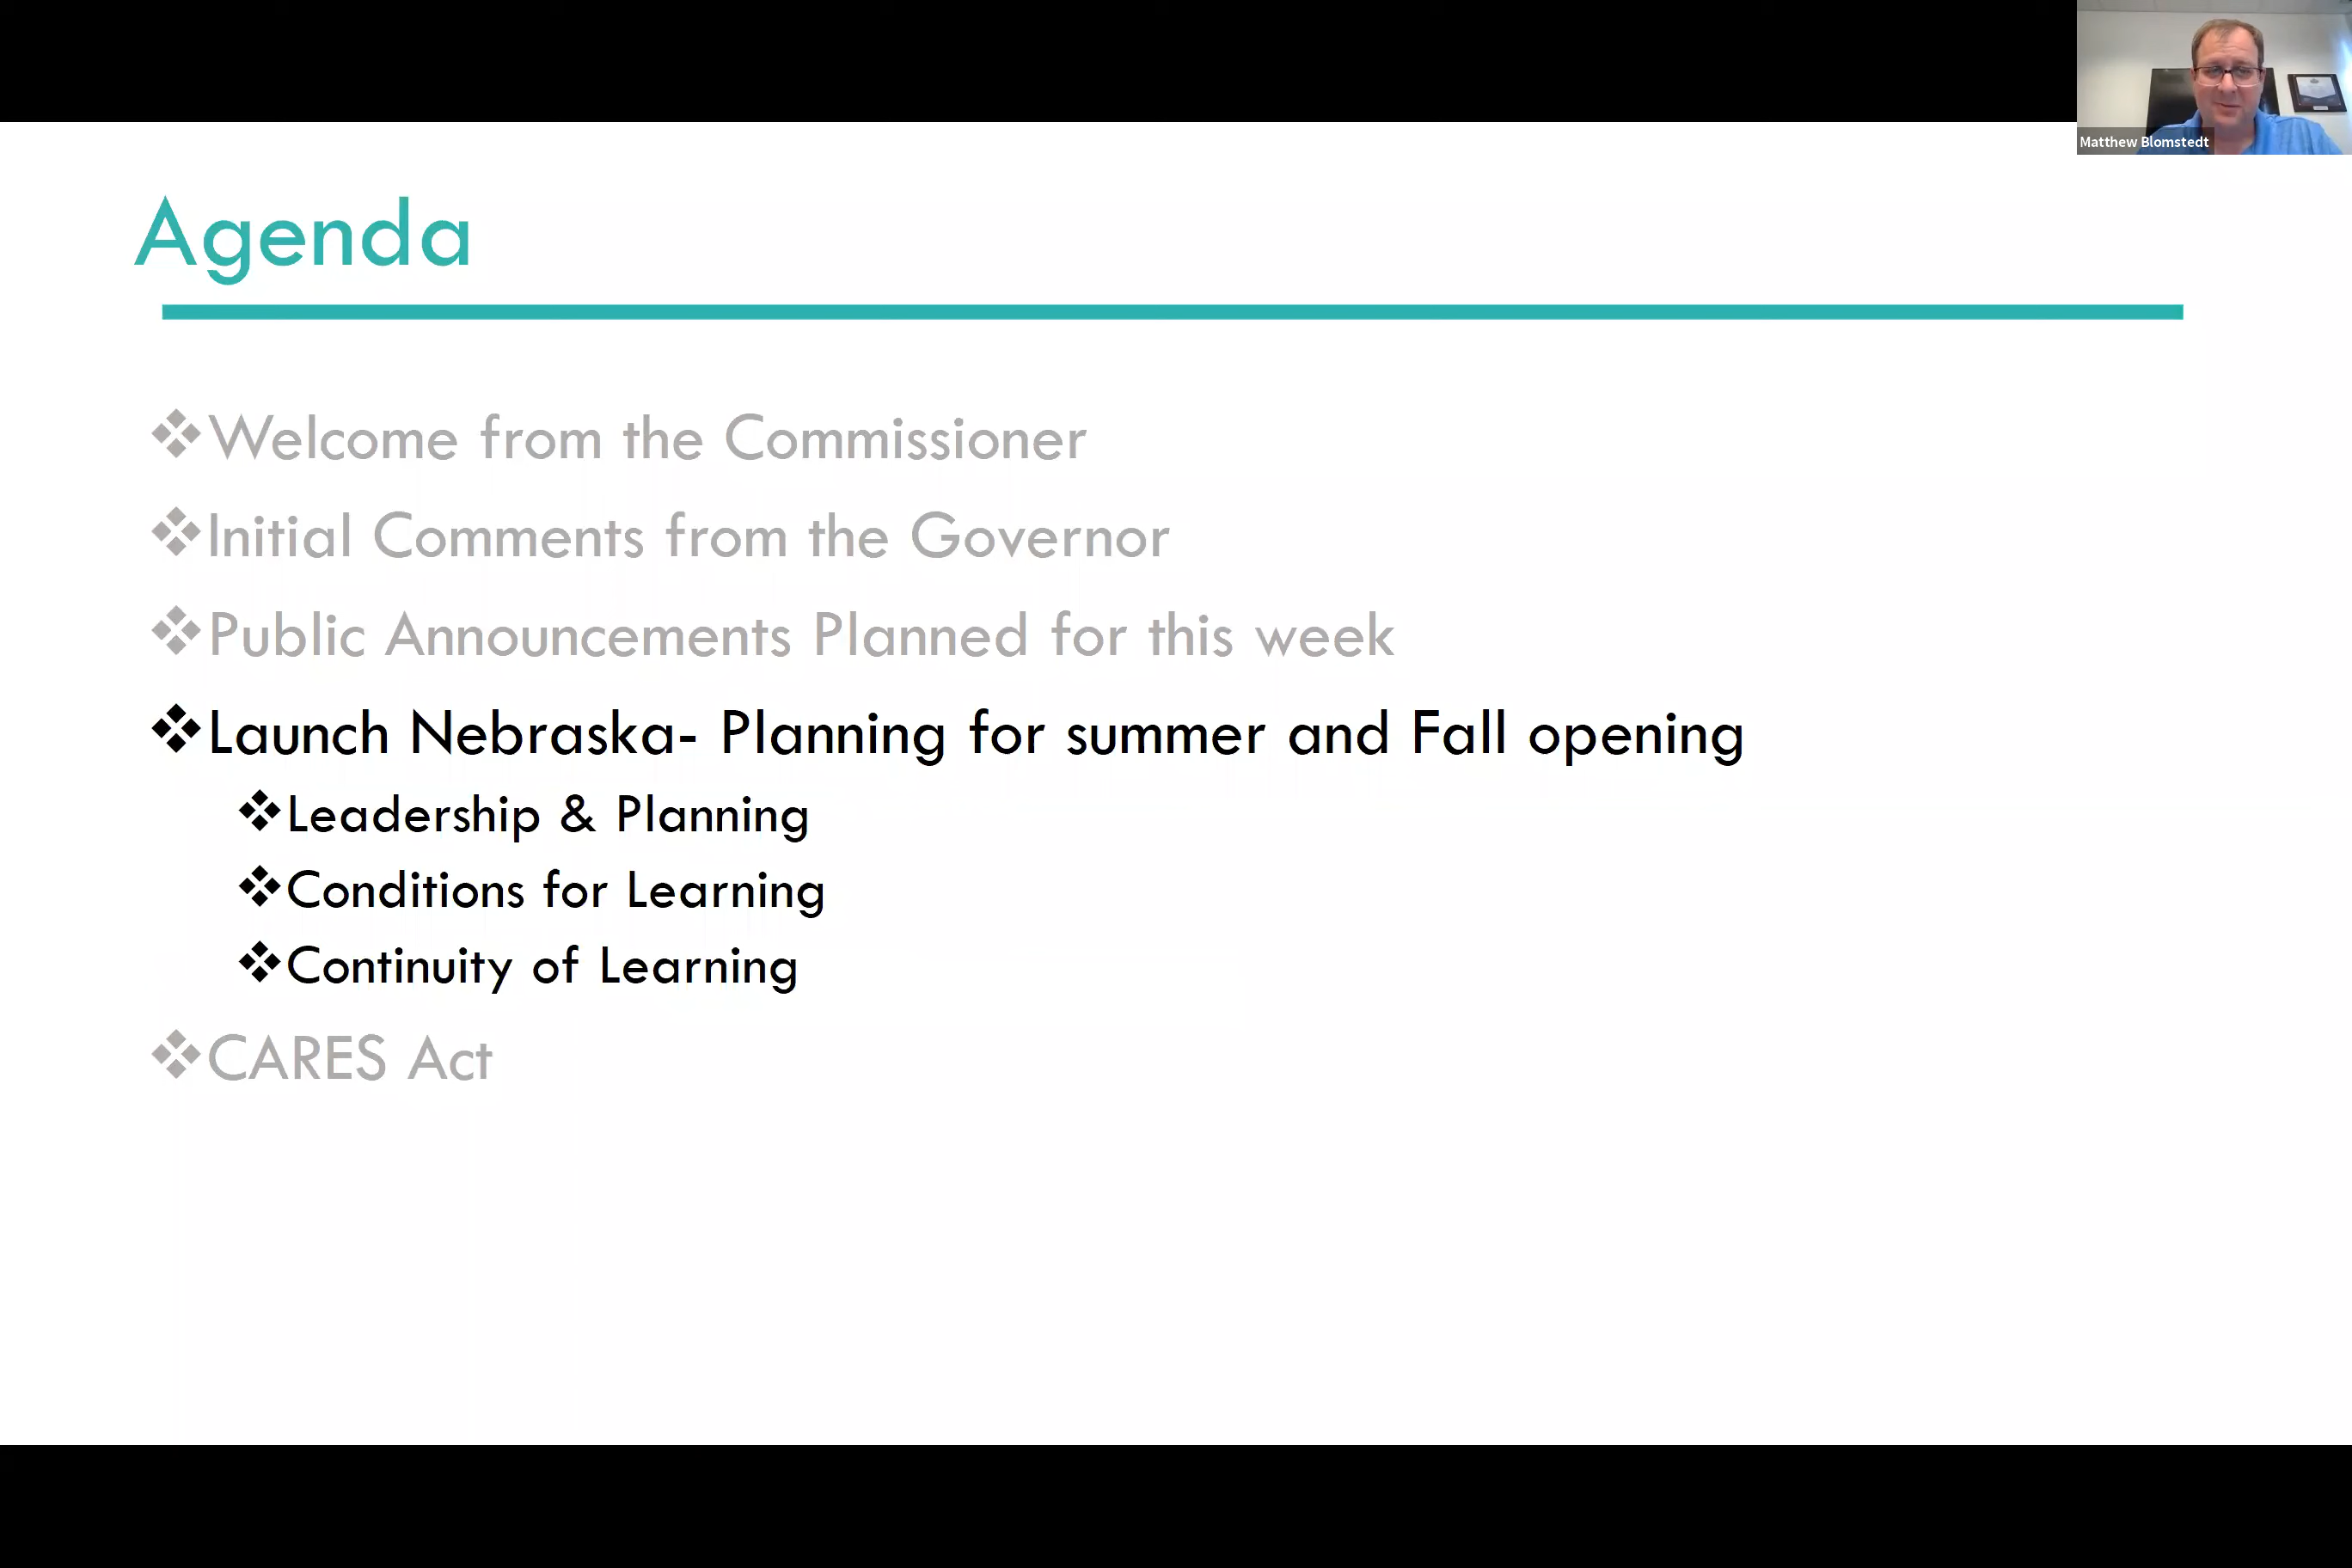 Matthew Blomstedt
Agenda
❖Welcome from the Commissioner
❖Initial Comments from the Governor
❖Public Announcements Planned for this week
❖Launch Nebraska- Planning for summer and Fall opening
❖Leadership & Planning
❖Conditions for Learning
❖Continuity of Learning
❖CARES Act